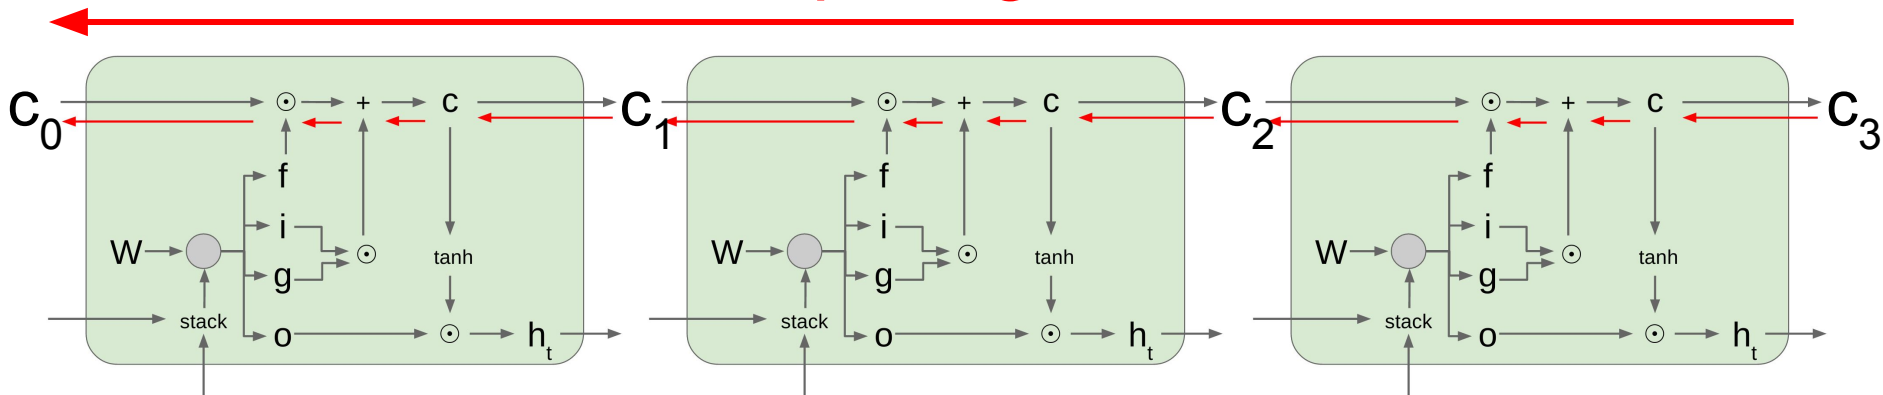 C0 C1 C2 C3
⊙ + c ⊙ + c ⊙ + c
f f f
i i i
W ⊙ tanh W ⊙ tanh W ⊙ tanh
g g g
stack stack stack
o ⊙ ht o ⊙ ht o ⊙ ht